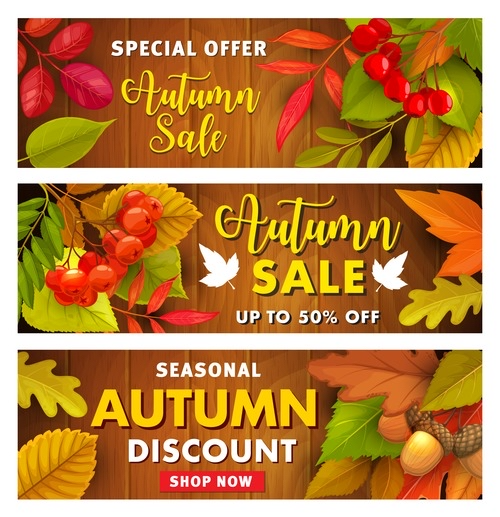 SPECIAL OFFER
Autumn
Sale
Autumn
SALE
UP TO 50% OFF
SEASONAL
AUTUMN
DISCOUNT
SHOP NOW